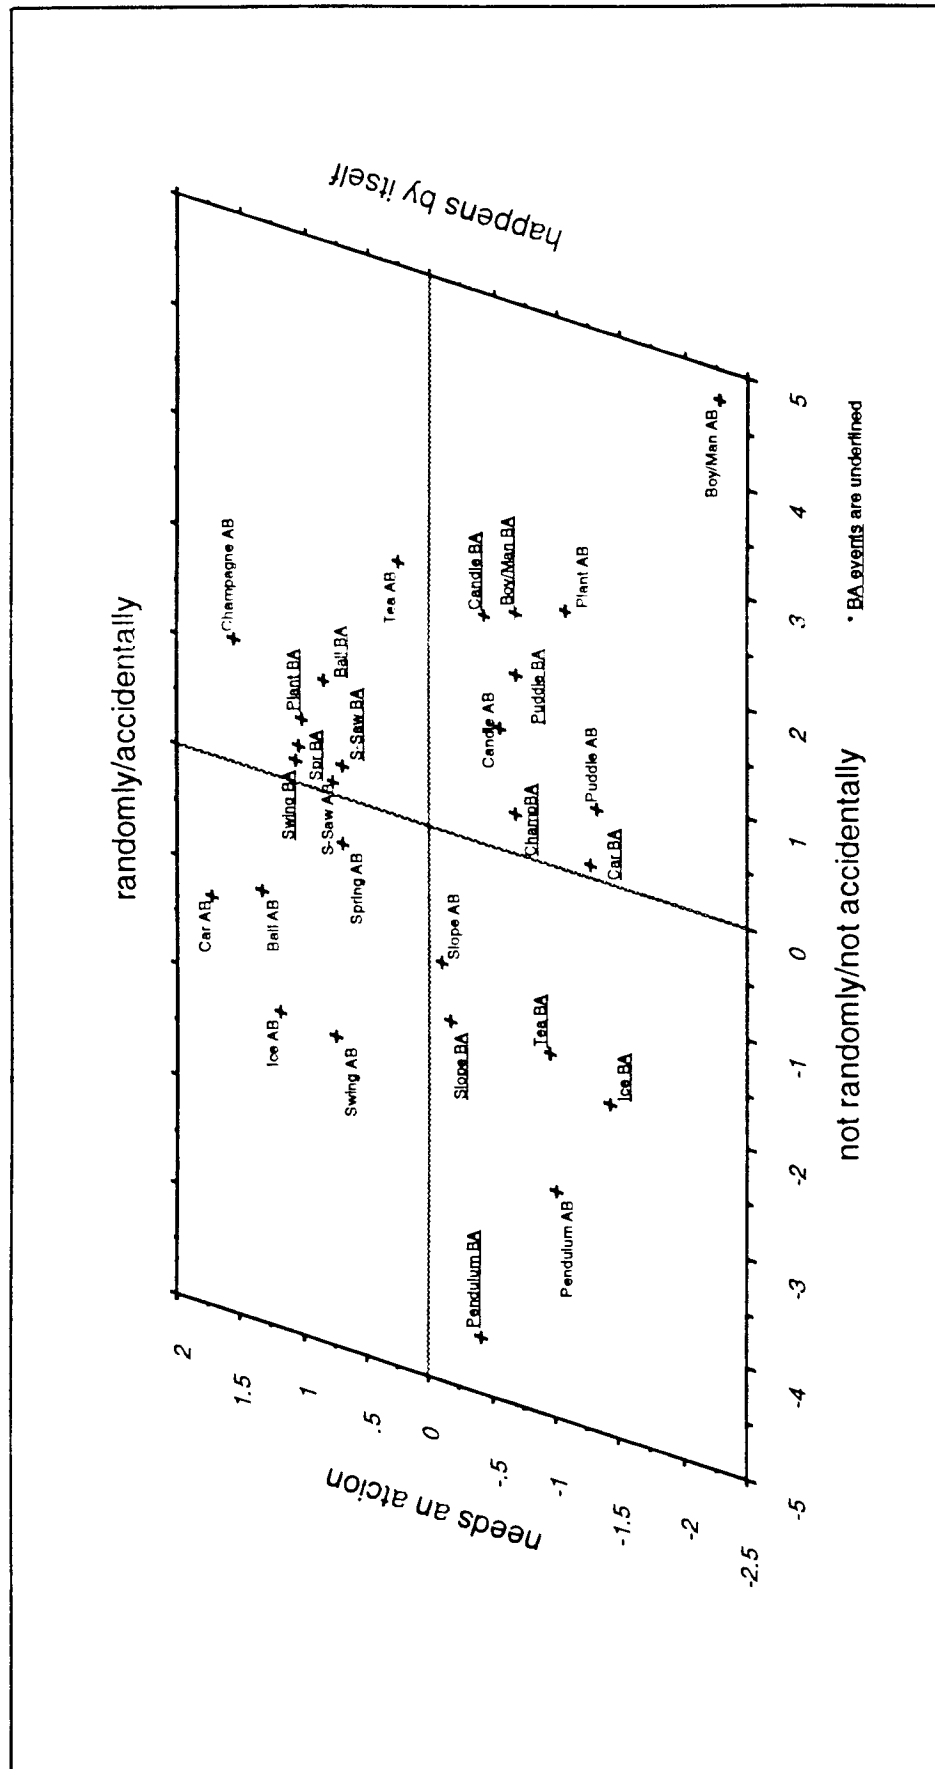 randomly/accidentally
happens by itself
Champagne AB
Plant BA
Tea AB
Ball BA
Spr BA
S-Saw BA
Swing BA
S-Saw AB
Spring AB
Car AB
Ball AB
Ice AB
Swing AB
Candle BA
Boy/Man BA
Plant AB
Boy/Man AB
Puddle BA
Candle AB
Puddle AB
ChampBA
Car BA
Slope AB
Slope BA
Tea BA
Ice BA
Pendulum BA
Pendulum AB
needs an atcion
2
1.5
1
.5
0
-.5
-1
-1.5
-2
-2.5
-5
-4
-3
-2
-1
0
1
2
3
4
5
not randomly/not accidentally
* BA events are underlined